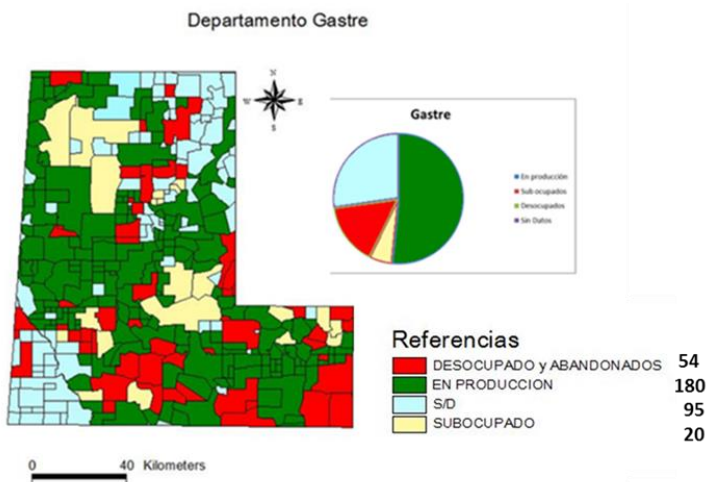 Departamento Gastre
N
W
E
S
Gastre
En producción
Sub ocupados
Desocupados
Sin Datos
Referencias
DESOCUPADO y ABANDONADOS 54
EN PRODUCCION 180
S/D 95
SUBOCUPADO 20
0 40 Kilometers